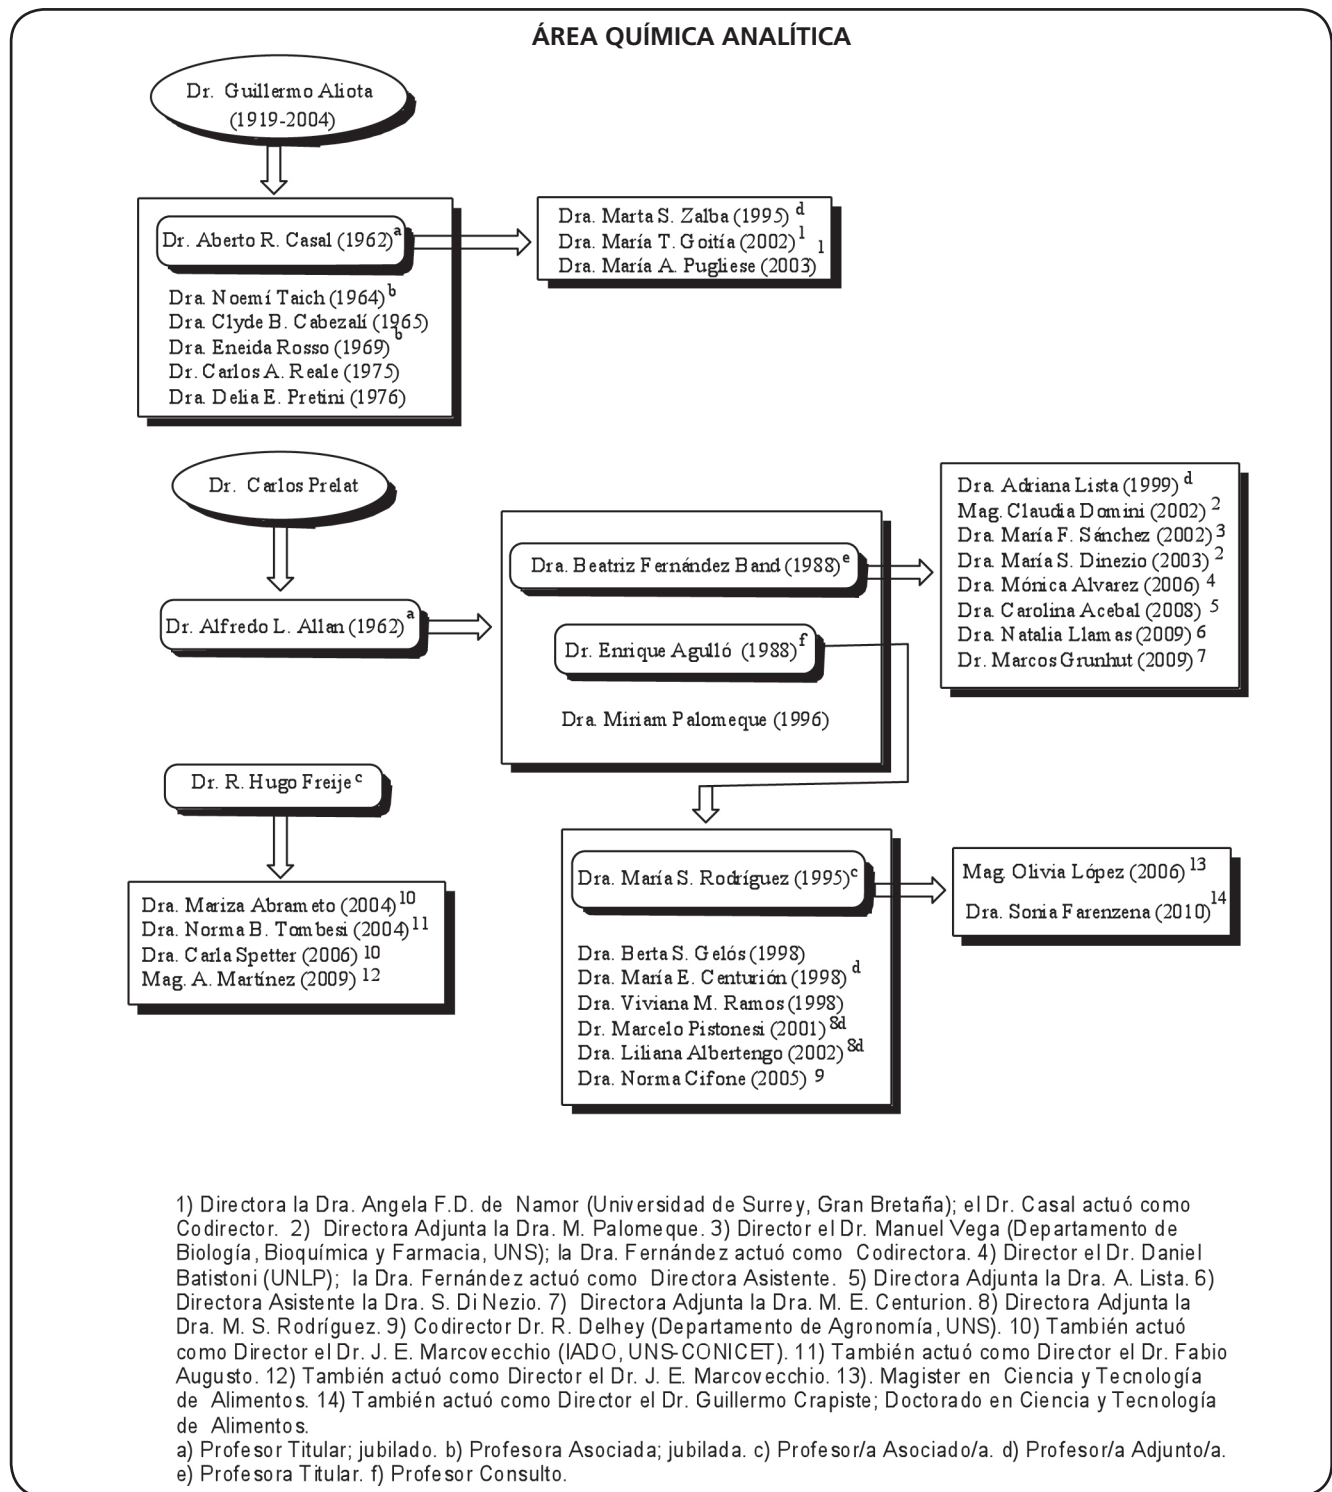 ÁREA QUÍMICA ANALÍTICA
Dr. Guillermo Aliota
(1919-2004)
Dr. Aberto R. Casal (1962) a
Dra. Noemí Taich (1964) b
Dra. Clyde B. Cabezalí (1965)
Dra. Eneida Rosso (1969) b
Dr. Carlos A. Reale (1975)
Dra. Delia E. Pretini (1976)
Dra. Marta S. Zalba (1995) d
Dra. María T. Goitía (2002) 1
Dra. María A. Pugliese (2003) 1
Dr. Carlos Prelat
Dr. Alfredo L. Allan (1962) a
Dra. Beatriz Fernández Band (1988) e
Dr. Enrique Agulló (1988) f
Dra. Miriam Palomeque (1996)
Dra. Adriana Lista (1999) d
Mag. Claudia Domini (2002) 2
Dra. María F. Sánchez (2002) 3
Dra. María S. Dinezio (2003) 2
Dra. Mónica Alvarez (2006) 4
Dra. Carolina Acebal (2008) 5
Dra. Natalia Llamas (2009) 6
Dr. Marcos Grunhut (2009) 7
Dr. R. Hugo Freije c
Dra. Mariza Abrameto (2004) 10
Dra. Norma B. Tombesi (2004) 11
Dra. Carla Spetter (2006) 10
Mag. A. Martínez (2009) 12
Dra. María S. Rodríguez (1995) c
Dra. Berta S. Gelós (1998)
Dra. María E. Centurión (1998) d
Dra. Viviana M. Ramos (1998)
Dr. Marcelo Pistonesi (2001) 8d
Dra. Liliana Albertengo (2002) 8d
Dra. Norma Cifone (2005) 9
Mag. Olivia López (2006) 13
Dra. Sonia Farenzena (2010) 14
1) Directora la Dra. Angela F.D. de Namor (Universidad de Surrey, Gran Bretaña); el Dr. Casal actuó como
Codirector. 2) Directora Adjunta la Dra. M. Palomeque. 3) Director el Dr. Manuel Vega (Departamento de
Biología, Bioquímica y Farmacia, UNS); la Dra. Fernández actuó como Codirectora. 4) Director el Dr. Daniel
Batistoni (UNLP); la Dra. Fernández actuó como Directora Asistente. 5) Directora Adjunta la Dra. A. Lista. 6)
Directora Asistente la Dra. S. Di Nezio. 7) Directora Adjunta la Dra. M. E. Centurion. 8) Directora Adjunta la
Dra. M. S. Rodríguez. 9) Codirector Dr. R. Delhey (Departamento de Agronomía, UNS). 10) También actuó
como Director el Dr. J. E. Marcovecchio (IADO, UNS-CONICET). 11) También actuó como Director el Dr. Fabio
Augusto. 12) También actuó como Director el Dr. J. E. Marcovecchio. 13). Magister en Ciencia y Tecnología
de Alimentos. 14) También actuó como Director el Dr. Guillermo Crapiste; Doctorado en Ciencia y Tecnología
de Alimentos.
a) Profesor Titular; jubilado. b) Profesora Asociada; jubilada. c) Profesor/a Asociado/a. d) Profesor/a Adjunto/a.
e) Profesora Titular. f) Profesor Consulto.